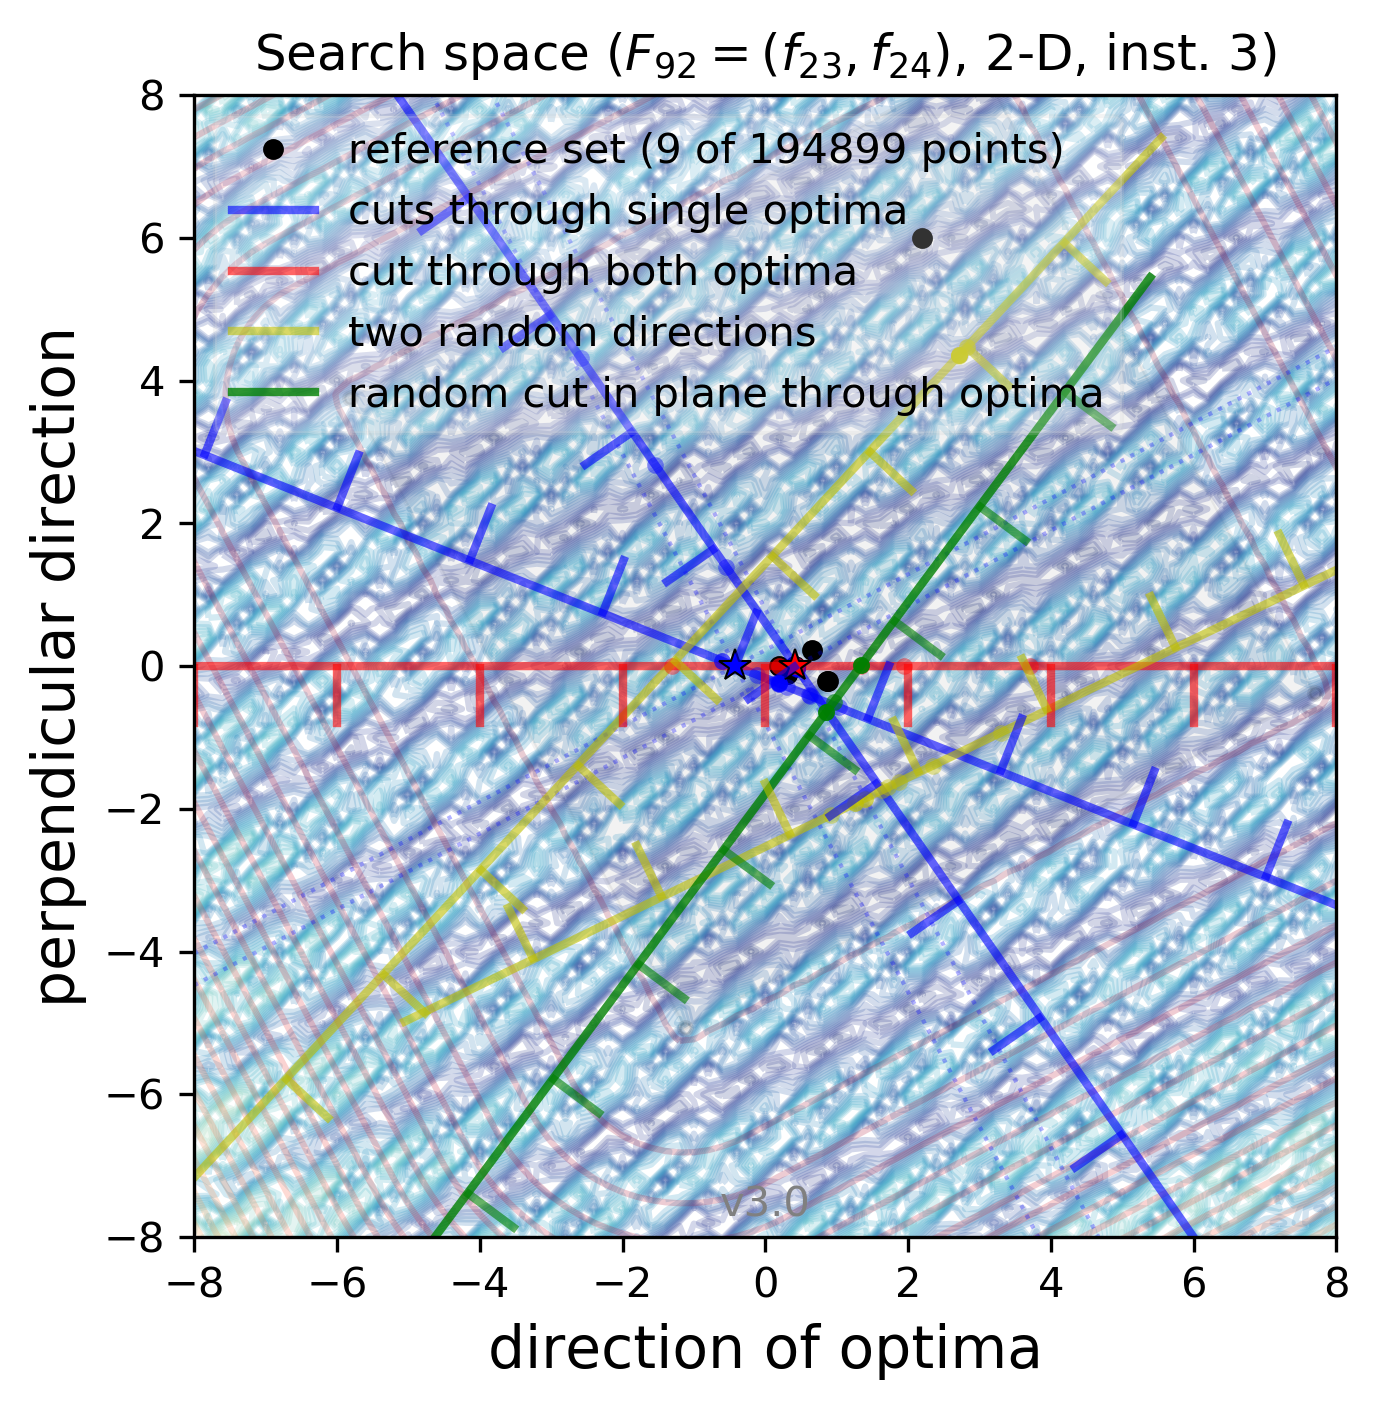 Search space (F₉₂ = (f₂₃, f₂₄), 2-D, inst. 3)
8
6
4
2
0
−2
−4
−6
−8
perpendicular direction
reference set (9 of 194899 points)
cuts through single optima
cut through both optima
two random directions
random cut in plane through optima
v3.0
−8 −6 −4 −2 0 2 4 6 8
direction of optima